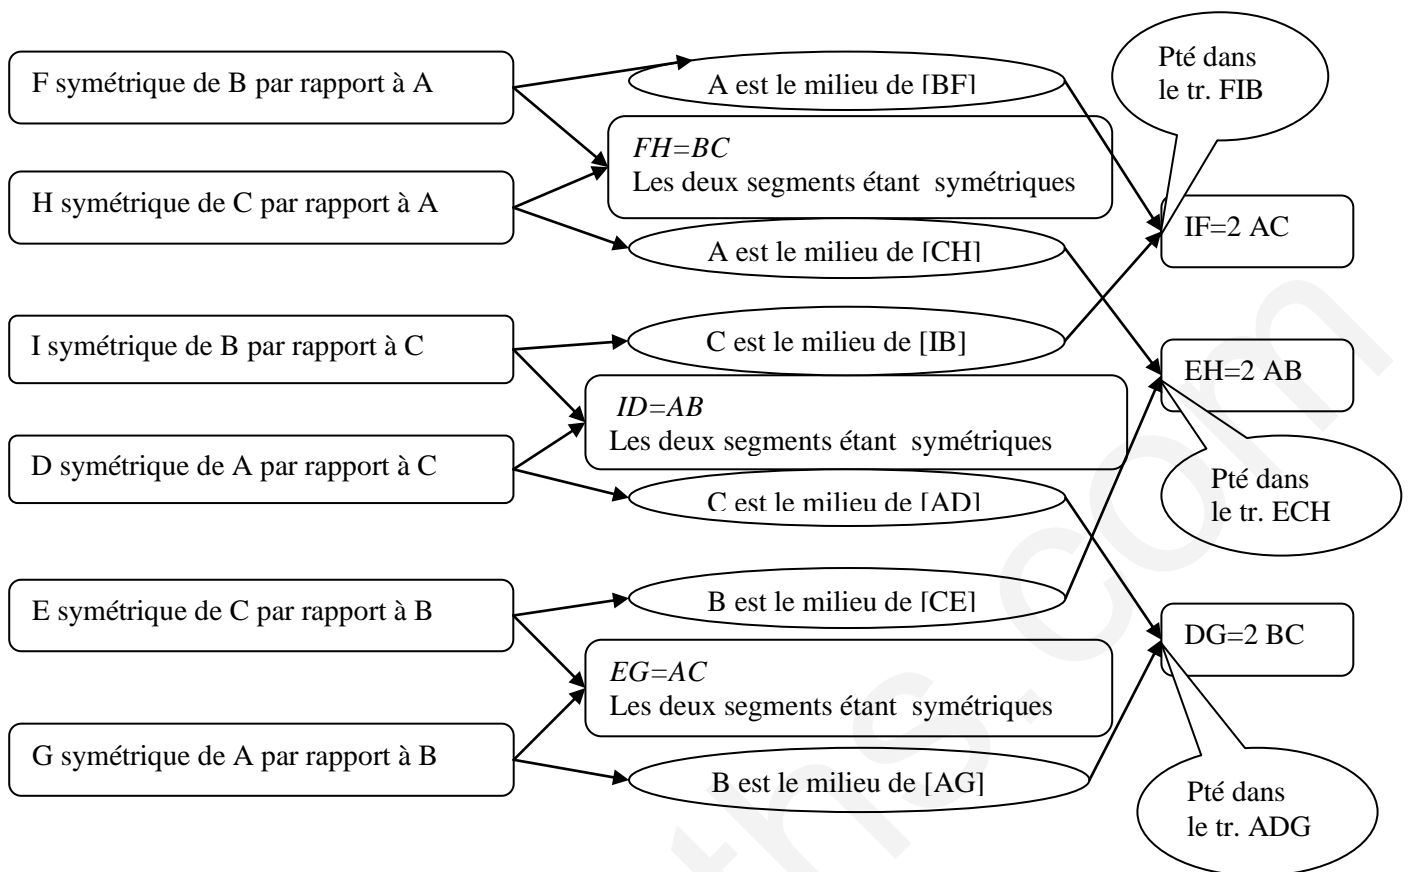 F symétrique de B par rapport à A
A est le milieu de [BF]
Pté dans
le tr. FIB
FH=BC
Les deux segments étant symétriques
H symétrique de C par rapport à A
A est le milieu de [CH]
IF=2 AC
I symétrique de B par rapport à C
C est le milieu de [IB]
EH=2 AB
ID=AB
Les deux segments étant symétriques
D symétrique de A par rapport à C
C est le milieu de [AD]
Pté dans
le tr. ECH
E symétrique de C par rapport à B
B est le milieu de [CE]
DG=2 BC
EG=AC
Les deux segments étant symétriques
G symétrique de A par rapport à B
B est le milieu de [AG]
Pté dans
le tr. ADG
ths.com